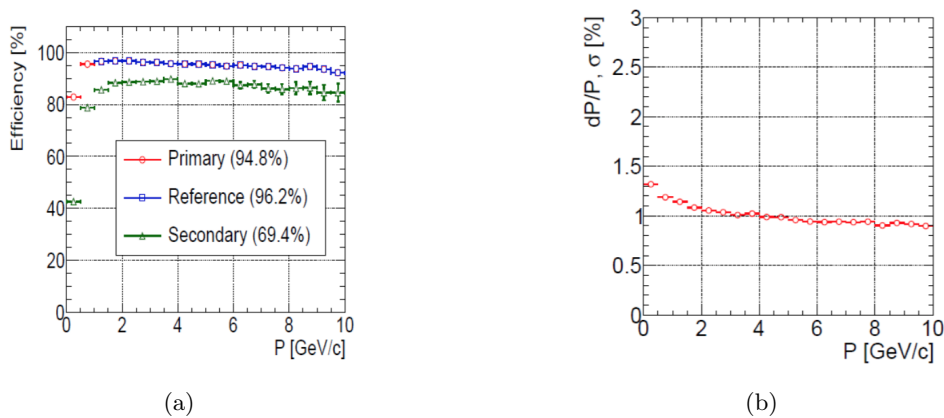 Efficiency [%]
100
80
60
40
20
0
Primary (94.8%)
Reference (96.2%)
Secondary (69.4%)
0 2 4 6 8 10
P [GeV/c]
(a)
dP/P, σ [%]
3
2.5
2
1.5
1
0.5
0
0 2 4 6 8 10
P [GeV/c]
(b)